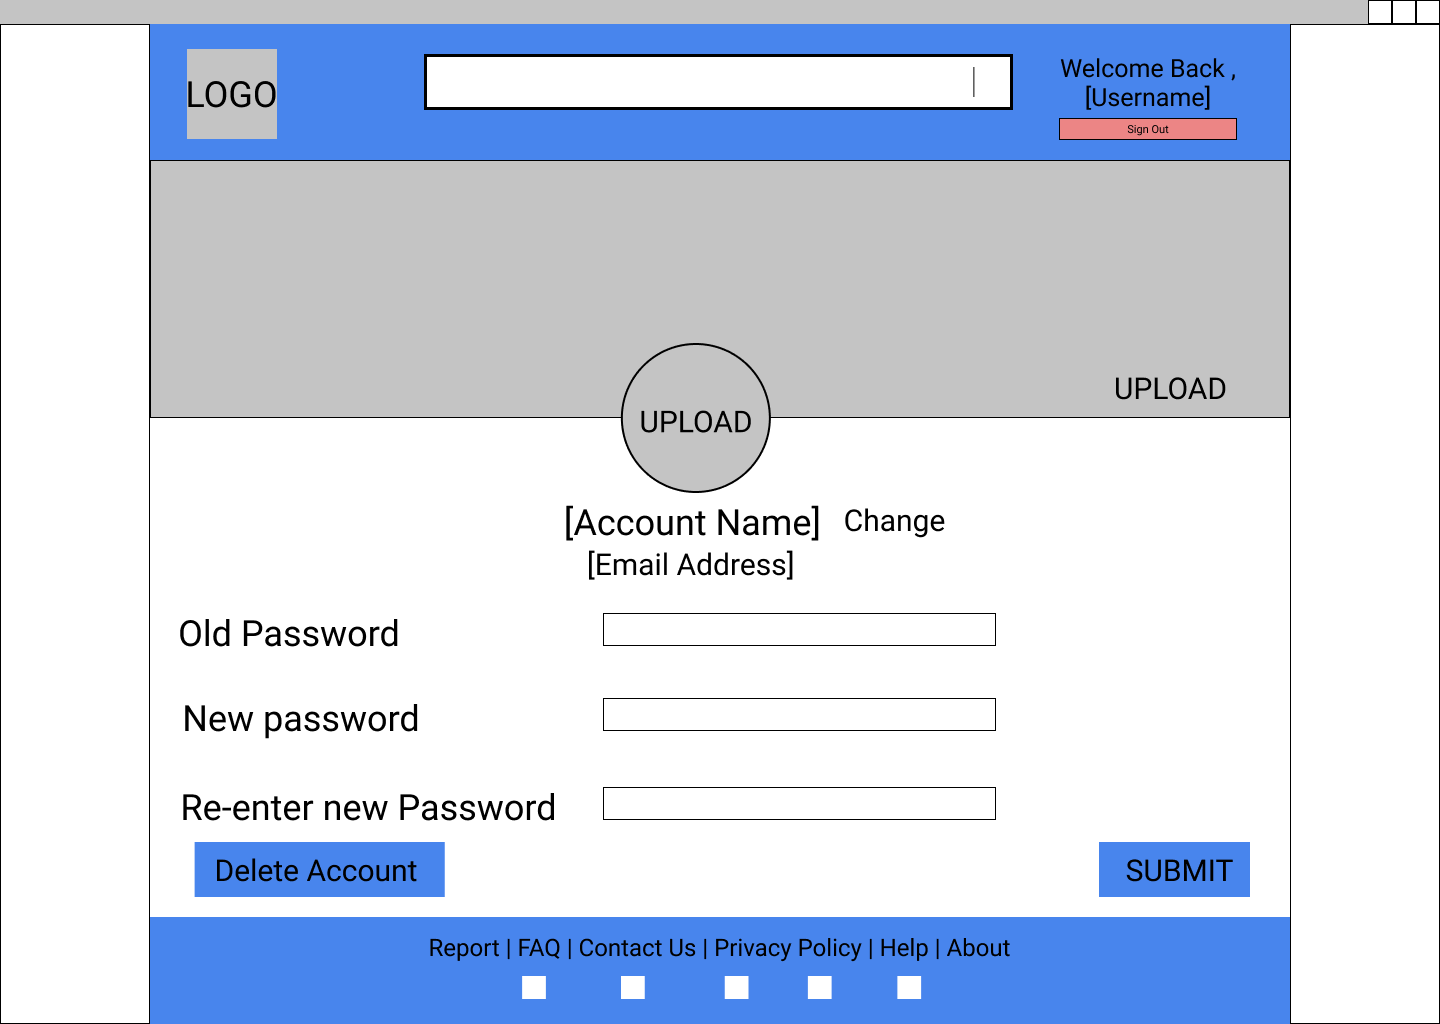 LOGO
Welcome Back ,
[Username]
Sign Out
UPLOAD
UPLOAD
[Account Name] Change
[Email Address]
Old Password
New password
Re-enter new Password
Delete Account
SUBMIT
Report | FAQ | Contact Us | Privacy Policy | Help | About